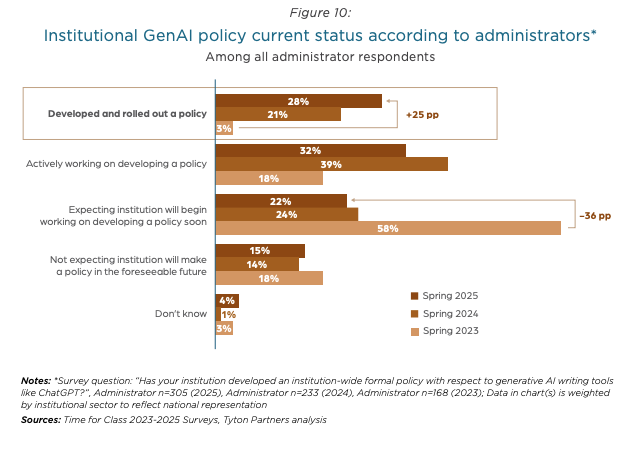 Figure 10:
Institutional GenAI policy current status according to administrators*
Among all administrator respondents
Developed and rolled out a policy
28%
21%
3%
+25 pp
Actively working on developing a policy
32%
39%
18%
Expecting institution will begin
working on developing a policy soon
22%
24%
58%
-36 pp
Not expecting institution will make
a policy in the foreseeable future
15%
14%
18%
Don't know
4%
1%
3%
Spring 2025
Spring 2024
Spring 2023
Notes: *Survey question: "Has your institution developed an institution-wide formal policy with respect to generative AI writing tools
like ChatGPT?", Administrator n=305 (2025), Administrator n=233 (2024), Administrator n=168 (2023); Data in chart(s) is weighted
by institutional sector to reflect national representation
Sources: Time for Class 2023-2025 Surveys, Tyton Partners analysis